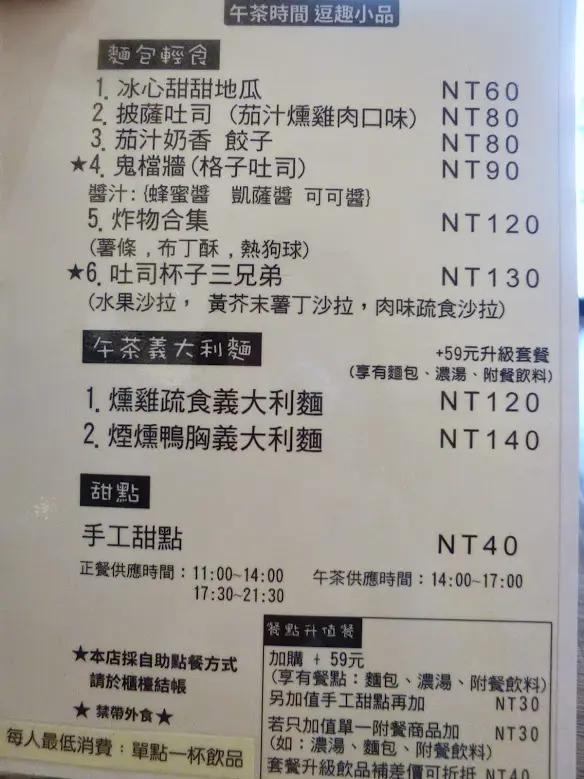 午茶時間 逗趣小品
麵包輕食
1. 冰心甜甜地瓜 NT60
2. 披薩吐司 (茄汁燻雞肉口味) NT80
3. 茄汁奶香 餃子 NT80
★4. 鬼檔牆(格子吐司) NT90
醬汁:{蜂蜜醬 凱薩醬 可可醬}
5. 炸物合集 NT120
(薯條，布丁酥，熱狗球)
★6. 吐司杯子三兄弟 NT130
(水果沙拉， 黃芥末薯丁沙拉，肉味疏食沙拉)
午茶義大利麵
+59元升級套餐
(享有麵包、濃湯、附餐飲料)
1. 燻雞疏食義大利麵 NT120
2. 煙燻鴨胸義大利麵 NT140
甜點
手工甜點 NT40
正餐供應時間：11:00~14:00 午茶供應時間：14:00~17:00
17:30~21:30
★本店採自助點餐方式
請於櫃檯結帳
★ 禁帶外食★
每人最低消費：單點一杯飲品
餐點升值餐
加購 + 59元
(享有餐點：麵包、濃湯、附餐飲料)
另加值手工甜點再加 NT30
若只加值單一附餐商品加 NT30
(如：濃湯、麵包、附餐飲料)
套餐升級飲品補差價可折抵 NT40